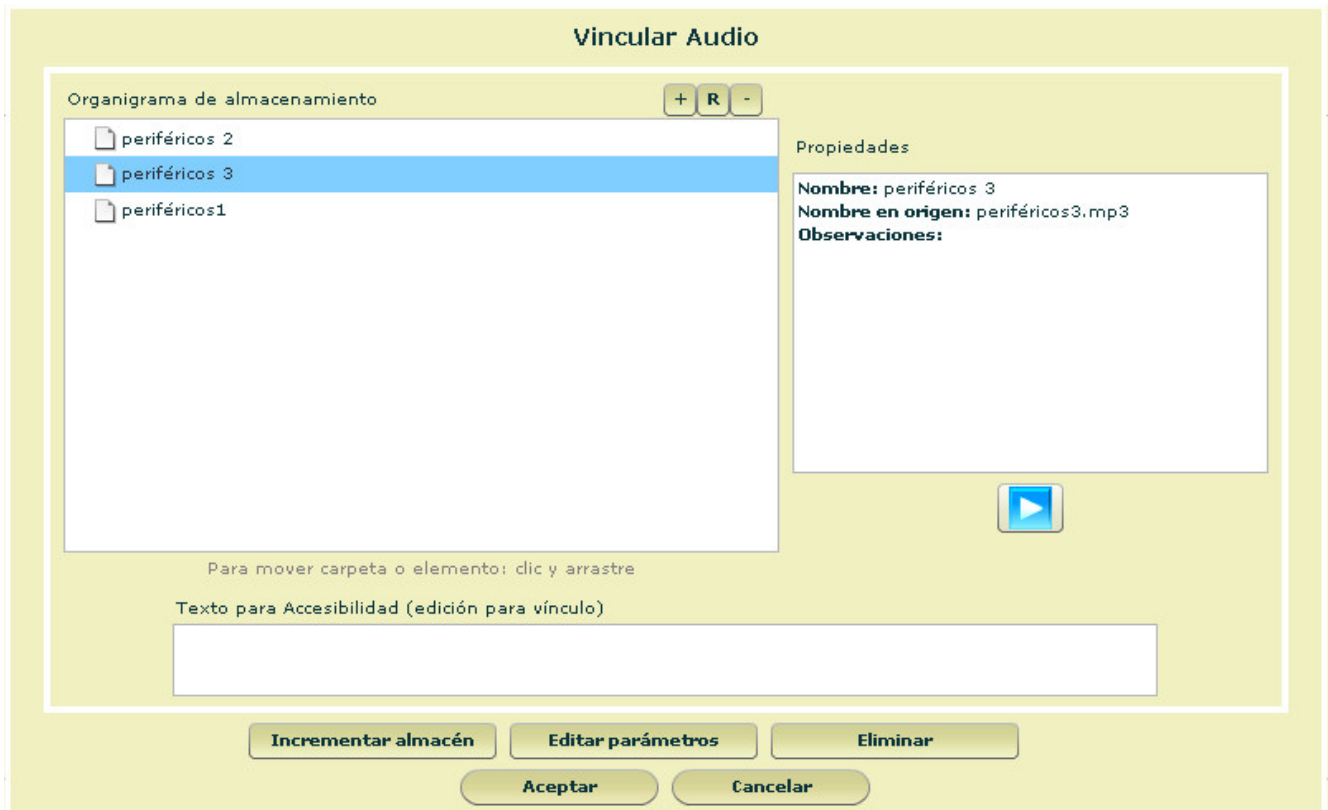 Vincular Audio
Organigrama de almacenamiento
+ R -
periféricos 2
periféricos 3
periféricos1
Propiedades
Nombre: periféricos 3
Nombre en origen: periféricos3.mp3
Observaciones:
Para mover carpeta o elemento: clic y arrastre
Texto para Accesibilidad (edición para vínculo)
Incrementar almacén Editar parámetros Eliminar
Aceptar Cancelar